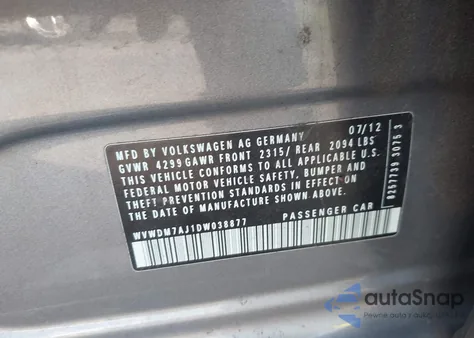 MFD BY VOLKSWAGEN AG GERMANY 07/12
GVWR 4299 GAWR FRONT 2315/ REAR 2094 LBS
THIS VEHICLE CONFORMS TO ALL APPLICABLE U.S.
FEDERAL MOTOR VEHICLE SAFETY, BUMPER AND
THEFT PREVENTION STANDARDS IN EFFECT ON THE
DATE OF MANUFACTURE SHOWN ABOVE.
WVWDM7AJ1DW038877 PASSENGER CAR
autoSnap